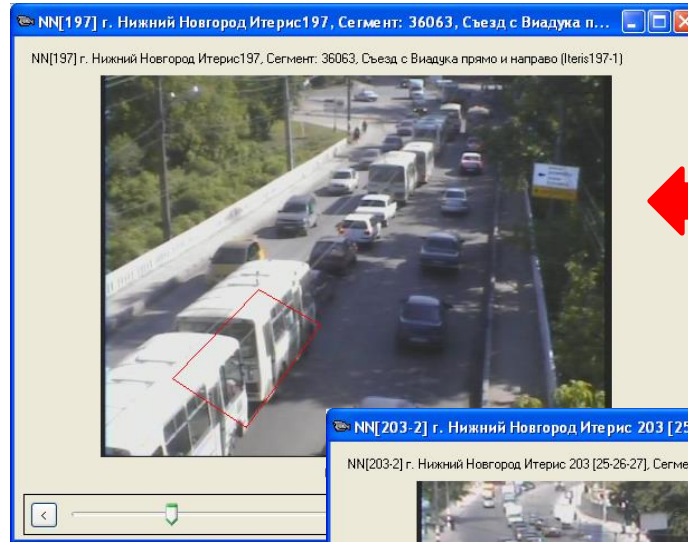 NN[197] г. Нижний Новгород Итерис197, Сегмент: 36063, Съезд с Виадука п...
NN[197] г. Нижний Новгород Итерис197, Сегмент: 36063, Съезд с Виадука прямо и направо (Iteris197-1)
NN[203-2] г. Нижний Новгород Итерис 203 [25
NN[203-2] г. Нижний Новгород Итерис 203 [25-26-27], Сегме
<